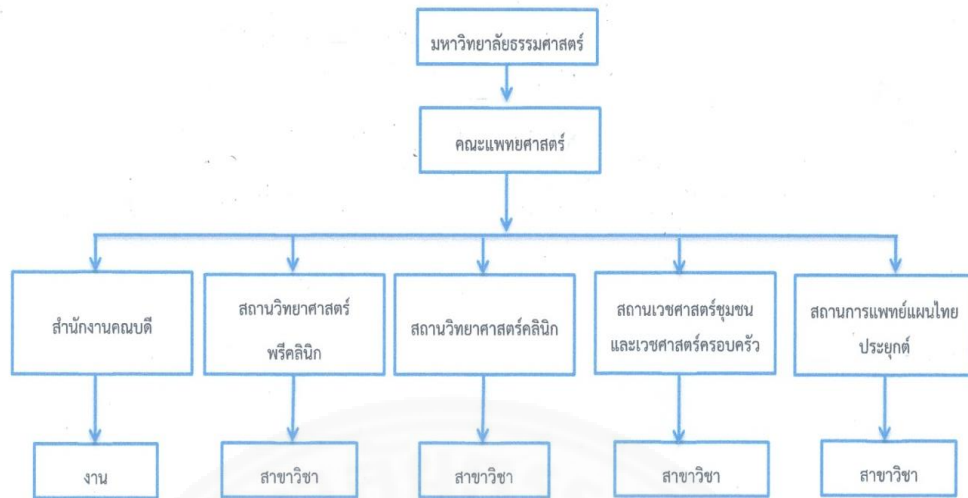 มหาวิทยาลัยธรรมศาสตร์
คณะแพทยศาสตร์
สำนักงานคณบดี
สถานวิทยาศาสตร์
พรีคลินิก
สถานวิทยาศาสตร์คลินิก
สถานเวชศาสตร์ชุมชน
และเวชศาสตร์ครอบครัว
สถานการแพทย์แผนไทย
ประยุกต์
งาน
สาขาวิชา
สาขาวิชา
สาขาวิชา
สาขาวิชา